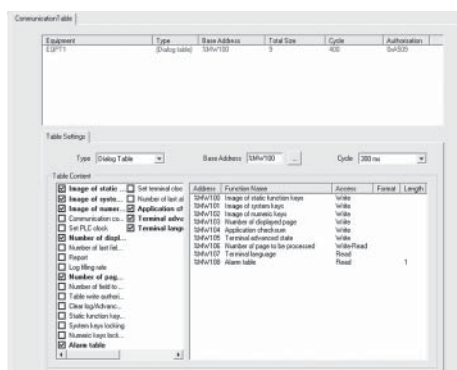 CommunicationTable
Equipment Type Base Address Total Size Cycle Authorisation
EQPT1 (Dialog table) %MW100 9 400
Table Settings
Type Dialog Table Base Address %MW100 ... Cycle 300 ms
Table Content
Image of static ...
Image of syste...
Image of numer...
Communication co...
Set PLC clock
Number of displ...
Number of last fiel...
Report
Log filling rate
Number of pag...
Number of field to...
Table write authori...
Clear log/Advanc...
Static function key...
System keys locking
Numeric keys lock...
Alarm table
Set terminal cloc
Number of last al
Application of
Terminal adva
Terminal langu
Address Function Name Access Format Length
%MW100 Image of static function keys Write
%MW101 Image of system keys Write
%MW102 Image of numeric keys Write
%MW103 Number of displayed page Write
%MW104 Application checksum Write
%MW105 Terminal advanced state Write
%MW106 Number of page to be processed Write-Read
%MW107 Terminal language Read
%MW108 Alarm table Read 1